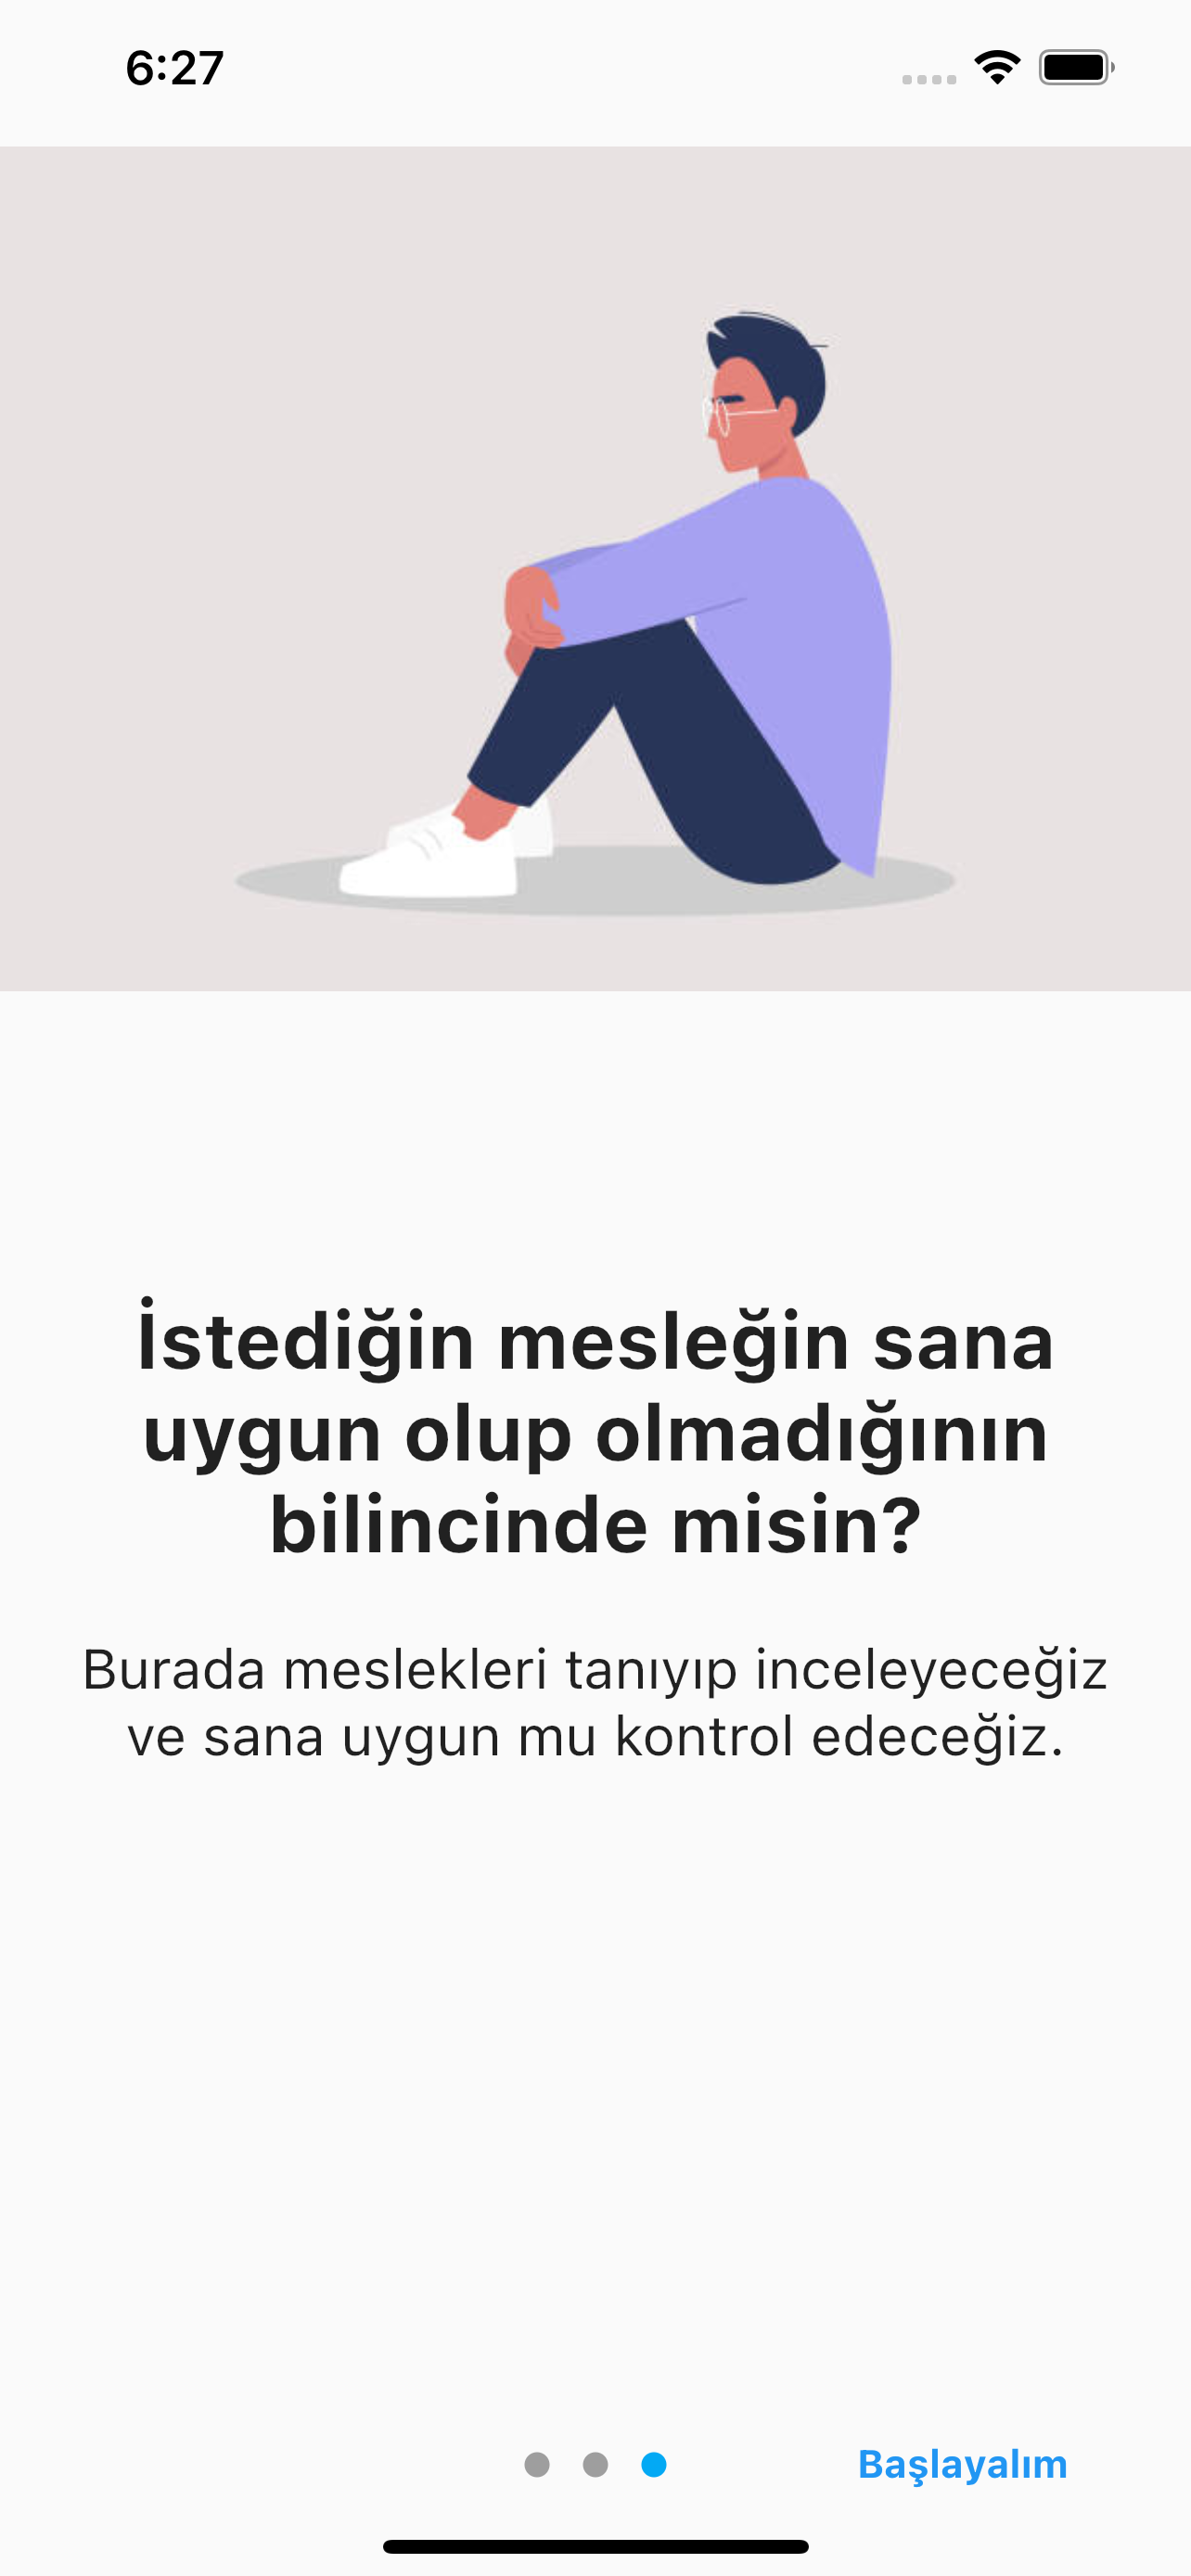 6:27
İstediğin mesleğin sana
uygun olup olmadığının
bilincinde misin?
Burada meslekleri tanıyıp inceleyeceğiz
ve sana uygun mu kontrol edeceğiz.
Başlayalım